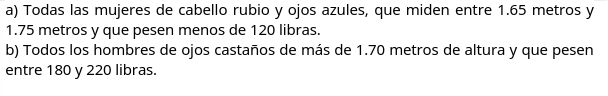 a) Todas las mujeres de cabello rubio y ojos azules, que miden entre 1.65 metros y
1.75 metros y que pesen menos de 120 libras.
b) Todos los hombres de ojos castaños de más de 1.70 metros de altura y que pesen
entre 180 y 220 libras.